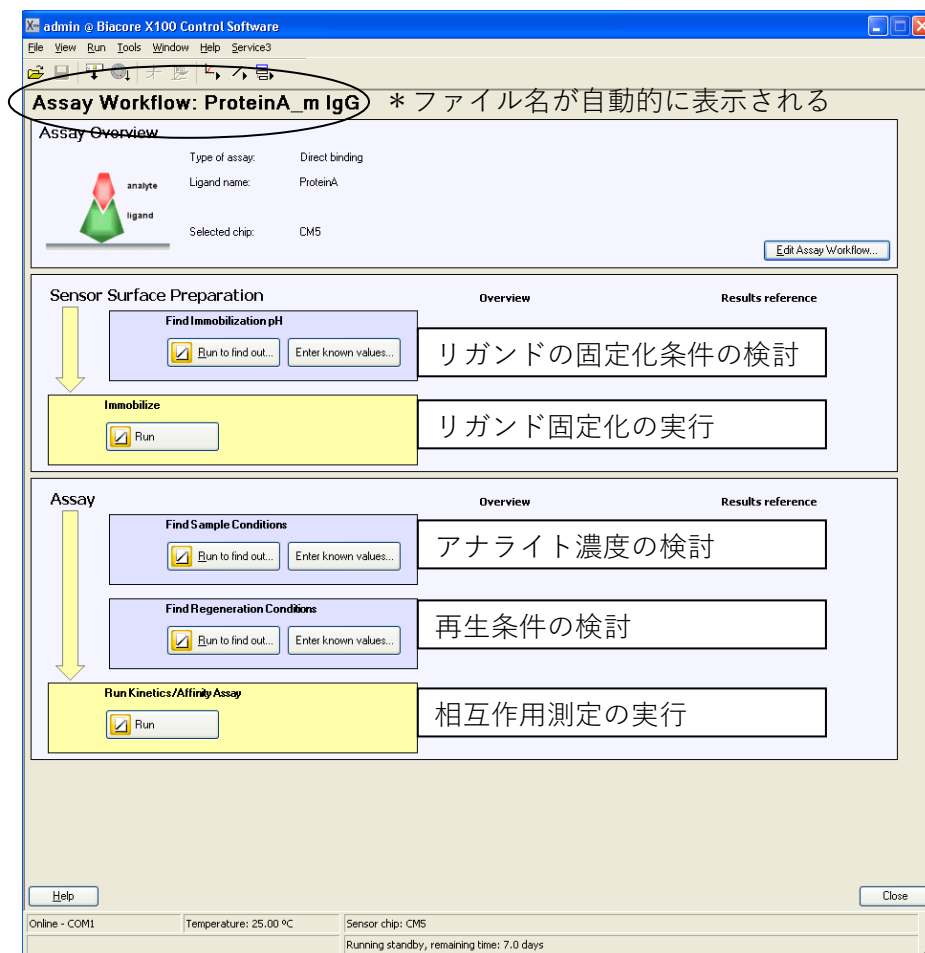 admin @ Biacore X100 Control Software
File View Run Tools Window Help Service3
Assay Workflow: ProteinA_m IgG ＊ファイル名が自動的に表示される
Assay Overview
Type of assay: Direct binding
analyte
Ligand name: ProteinA
ligand
Selected chip: CM5
Edit Assay Workflow...
Sensor Surface Preparation
Overview
Results reference
Find Immobilization pH
Run to find out...
Enter known values...
リガンドの固定化条件の検討
Immobilize
Run
リガンド固定化の実行
Assay
Overview
Results reference
Find Sample Conditions
Run to find out...
Enter known values...
アナライト濃度の検討
Find Regeneration Conditions
Run to find out...
Enter known values...
再生条件の検討
Run Kinetics/Affinity Assay
Run
相互作用測定の実行
Help
Close
Online - COM1
Temperature: 25.00 °C
Sensor chip: CM5
Running standby, remaining time: 7.0 days